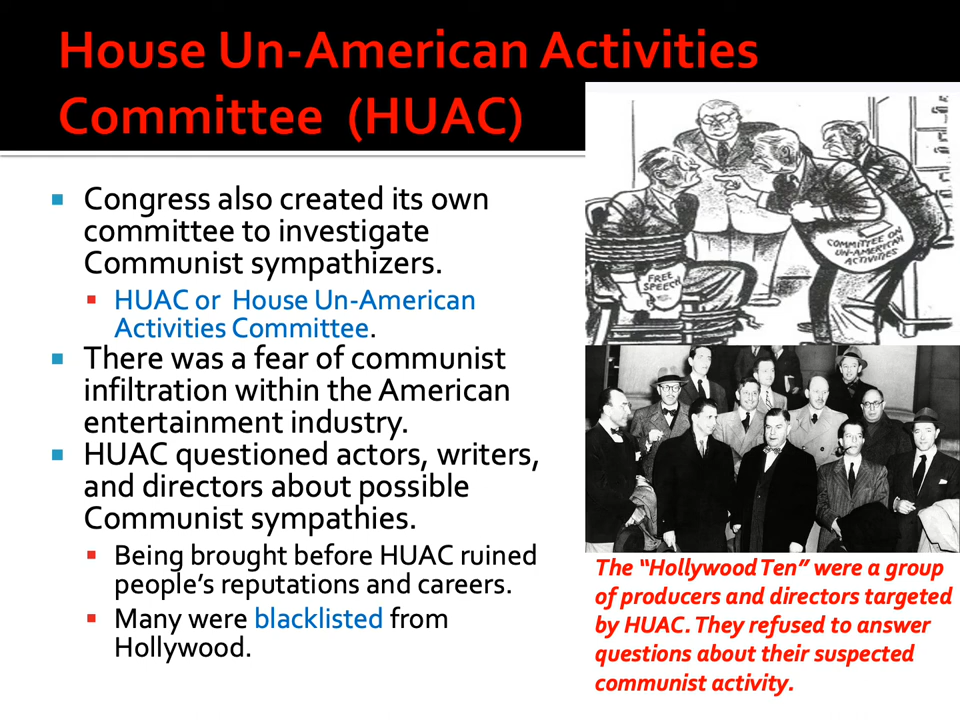 House Un-American Activities
Committee (HUAC)
Congress also created its own
committee to investigate
Communist sympathizers.
HUAC or House Un-American
Activities Committee.
There was a fear of communist
infiltration within the American
entertainment industry.
HUAC questioned actors, writers,
and directors about possible
Communist sympathies.
Being brought before HUAC ruined
people’s reputations and careers.
Many were blacklisted from
Hollywood.
COMMITTEE ON
UN-AMERICAN
ACTIVITIES
FREE
SPEECH
The “Hollywood Ten” were a group
of producers and directors targeted
by HUAC. They refused to answer
questions about their suspected
communist activity.